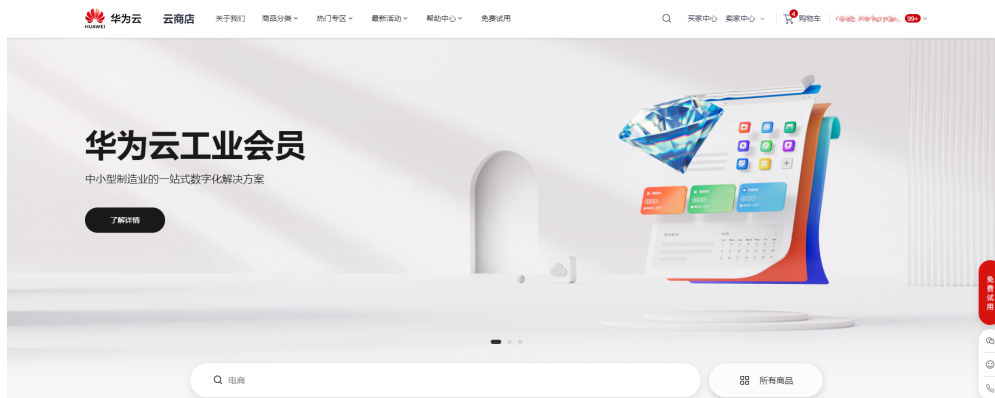 HUAWEI
华为云
云商店
关于我们
商品分类
热门专区
最新活动
帮助中心
免费试用
买家中心
卖家中心
4
购物车
99+
华为云工业会员
中小型制造业的一站式数字化解决方案
了解详情
免费试用
电商
所有商品